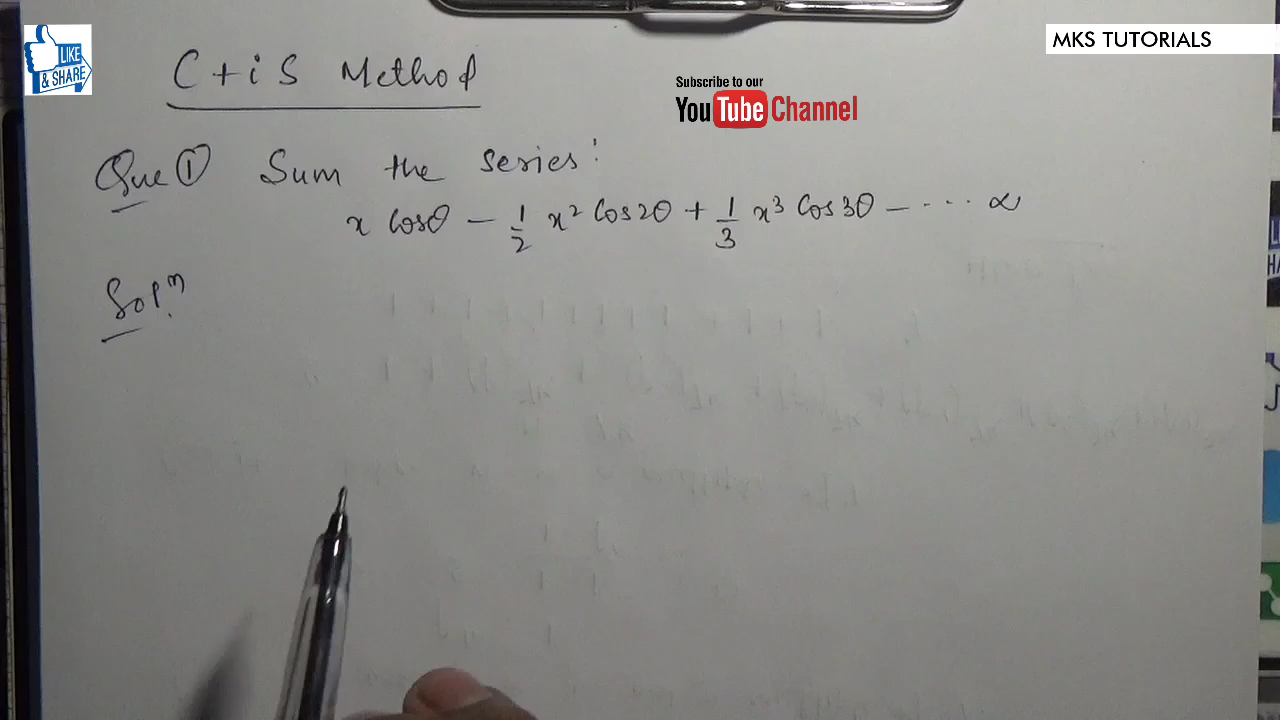 LIKE
& SHARE
MKS TUTORIALS
C + i S Method
Subscribe to our
YouTube Channel
Que ① Sum the series:
x Cosθ - 1/2 x² Cos2θ + 1/3 x³ Cos3θ - ---- ∝
Solⁿ.